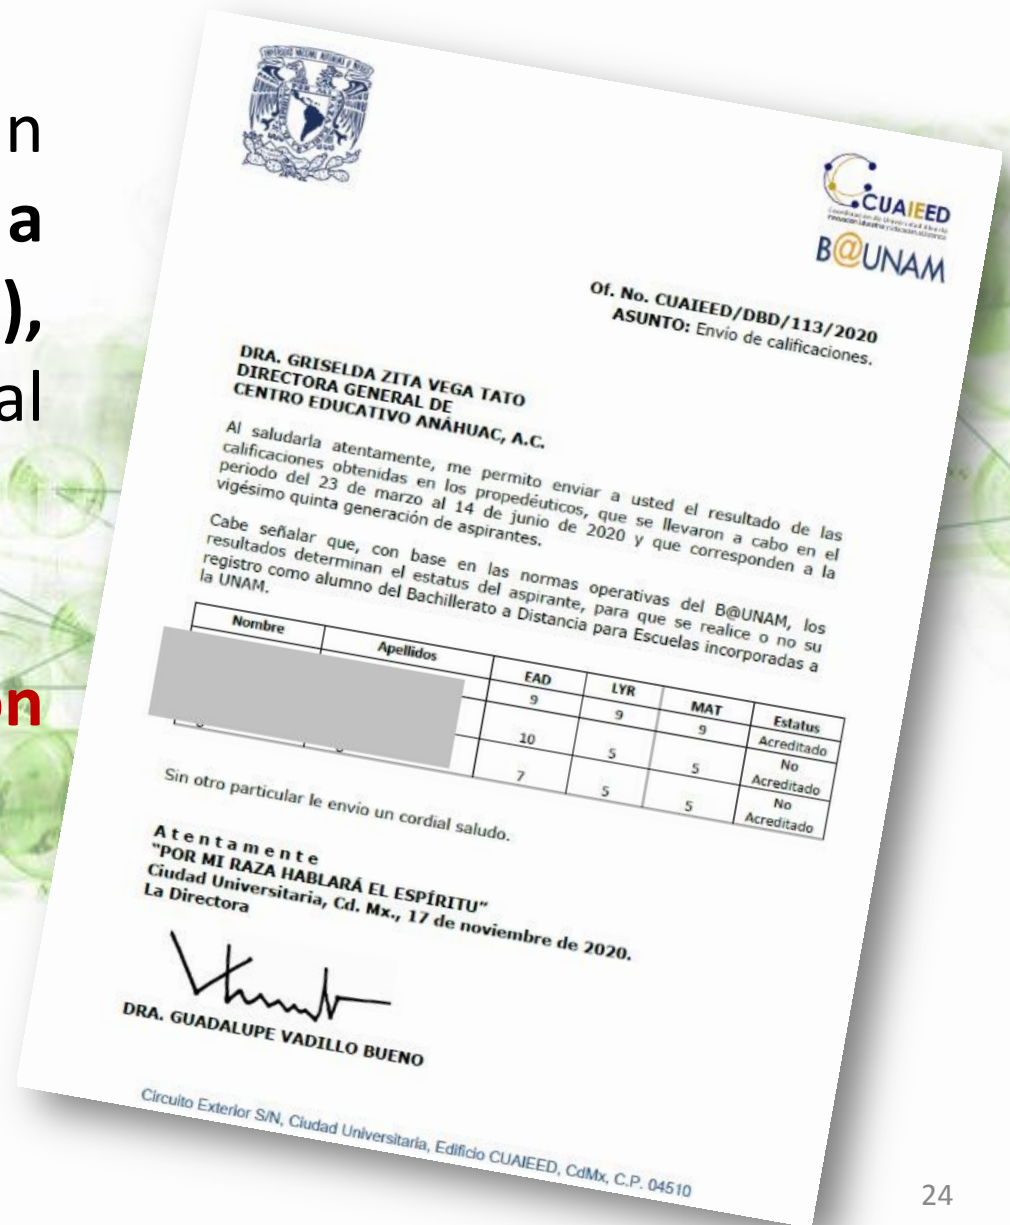 n
a
),
al
ón
CUAIEED
B@UNAM
Of. No. CUAIEED/DBD/113/2020
ASUNTO: Envío de calificaciones.
DRA. GRISELDA ZITA VEGA TATO
DIRECTORA GENERAL DE
CENTRO EDUCATIVO ANÁHUAC, A.C.
Al saludarla atentamente, me permito enviar a usted el resultado de las
calificaciones obtenidas en los propedéuticos, que se llevaron a cabo en el
periodo del 23 de marzo al 14 de junio de 2020 y que corresponden a la
vigésimo quinta generación de aspirantes.
Cabe señalar que, con base en las normas operativas del B@UNAM, los
resultados determinan el estatus del aspirante, para que se realice o no su
registro como alumno del Bachillerato a Distancia para Escuelas incorporadas a
la UNAM.
Nombre Apellidos EAD LYR MAT Estatus
9 9 9 Acreditado
10 5 5 No
Acreditado
7 5 5 No
Acreditado
Sin otro particular le envio un cordial saludo.
A t e n t a m e n t e
"POR MI RAZA HABLARÁ EL ESPÍRITU"
Ciudad Universitaria, Cd. Mx., 17 de noviembre de 2020.
La Directora
DRA. GUADALUPE VADILLO BUENO
Circuito Exterior S/N, Ciudad Universitaria, Edificio CUAIEED, CdMx, C.P. 04510
24